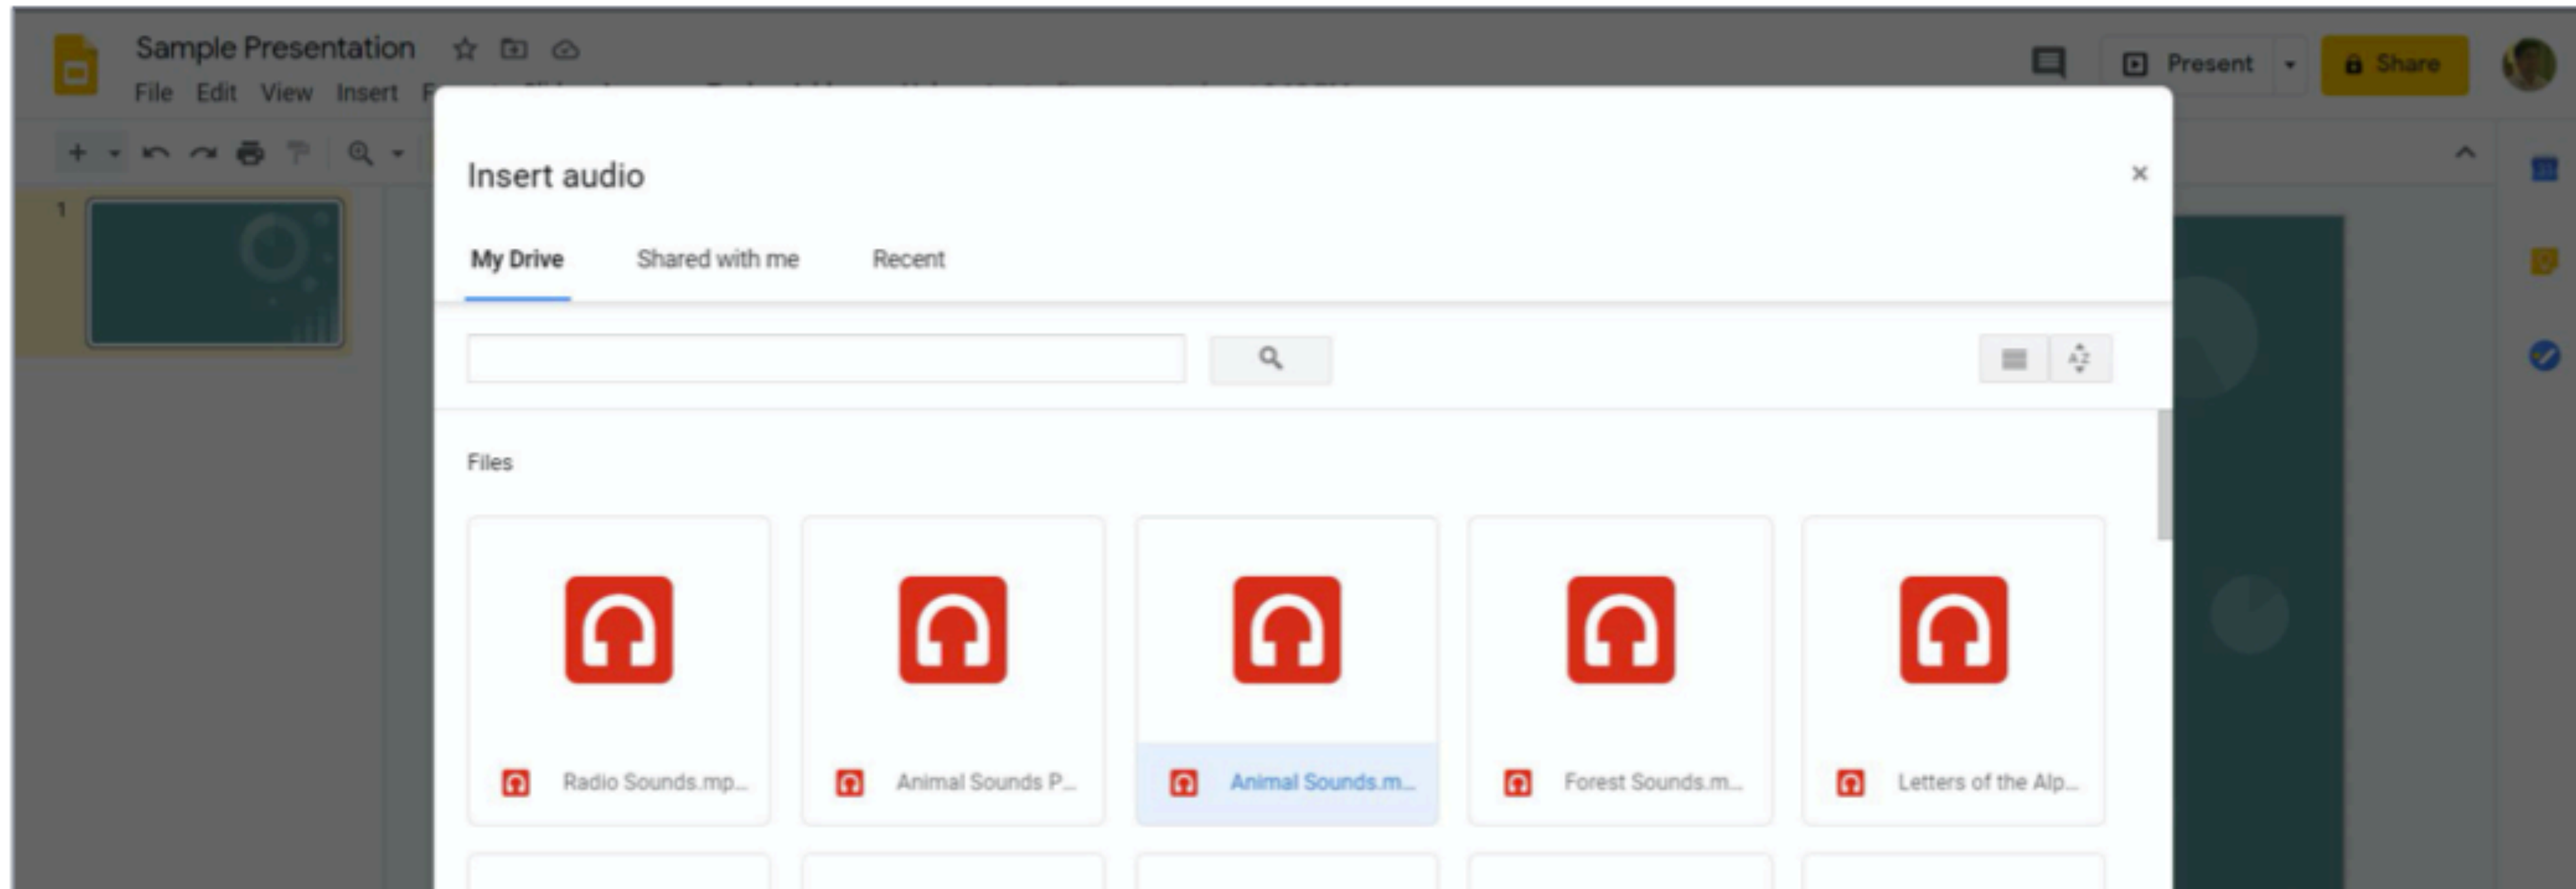 Sample Presentation
File Edit View Insert
Present
Share
1
Insert audio
My Drive Shared with me Recent
A Z
Files
Radio Sounds.mp...
Animal Sounds P...
Animal Sounds.m...
Forest Sounds.m...
Letters of the Alp...